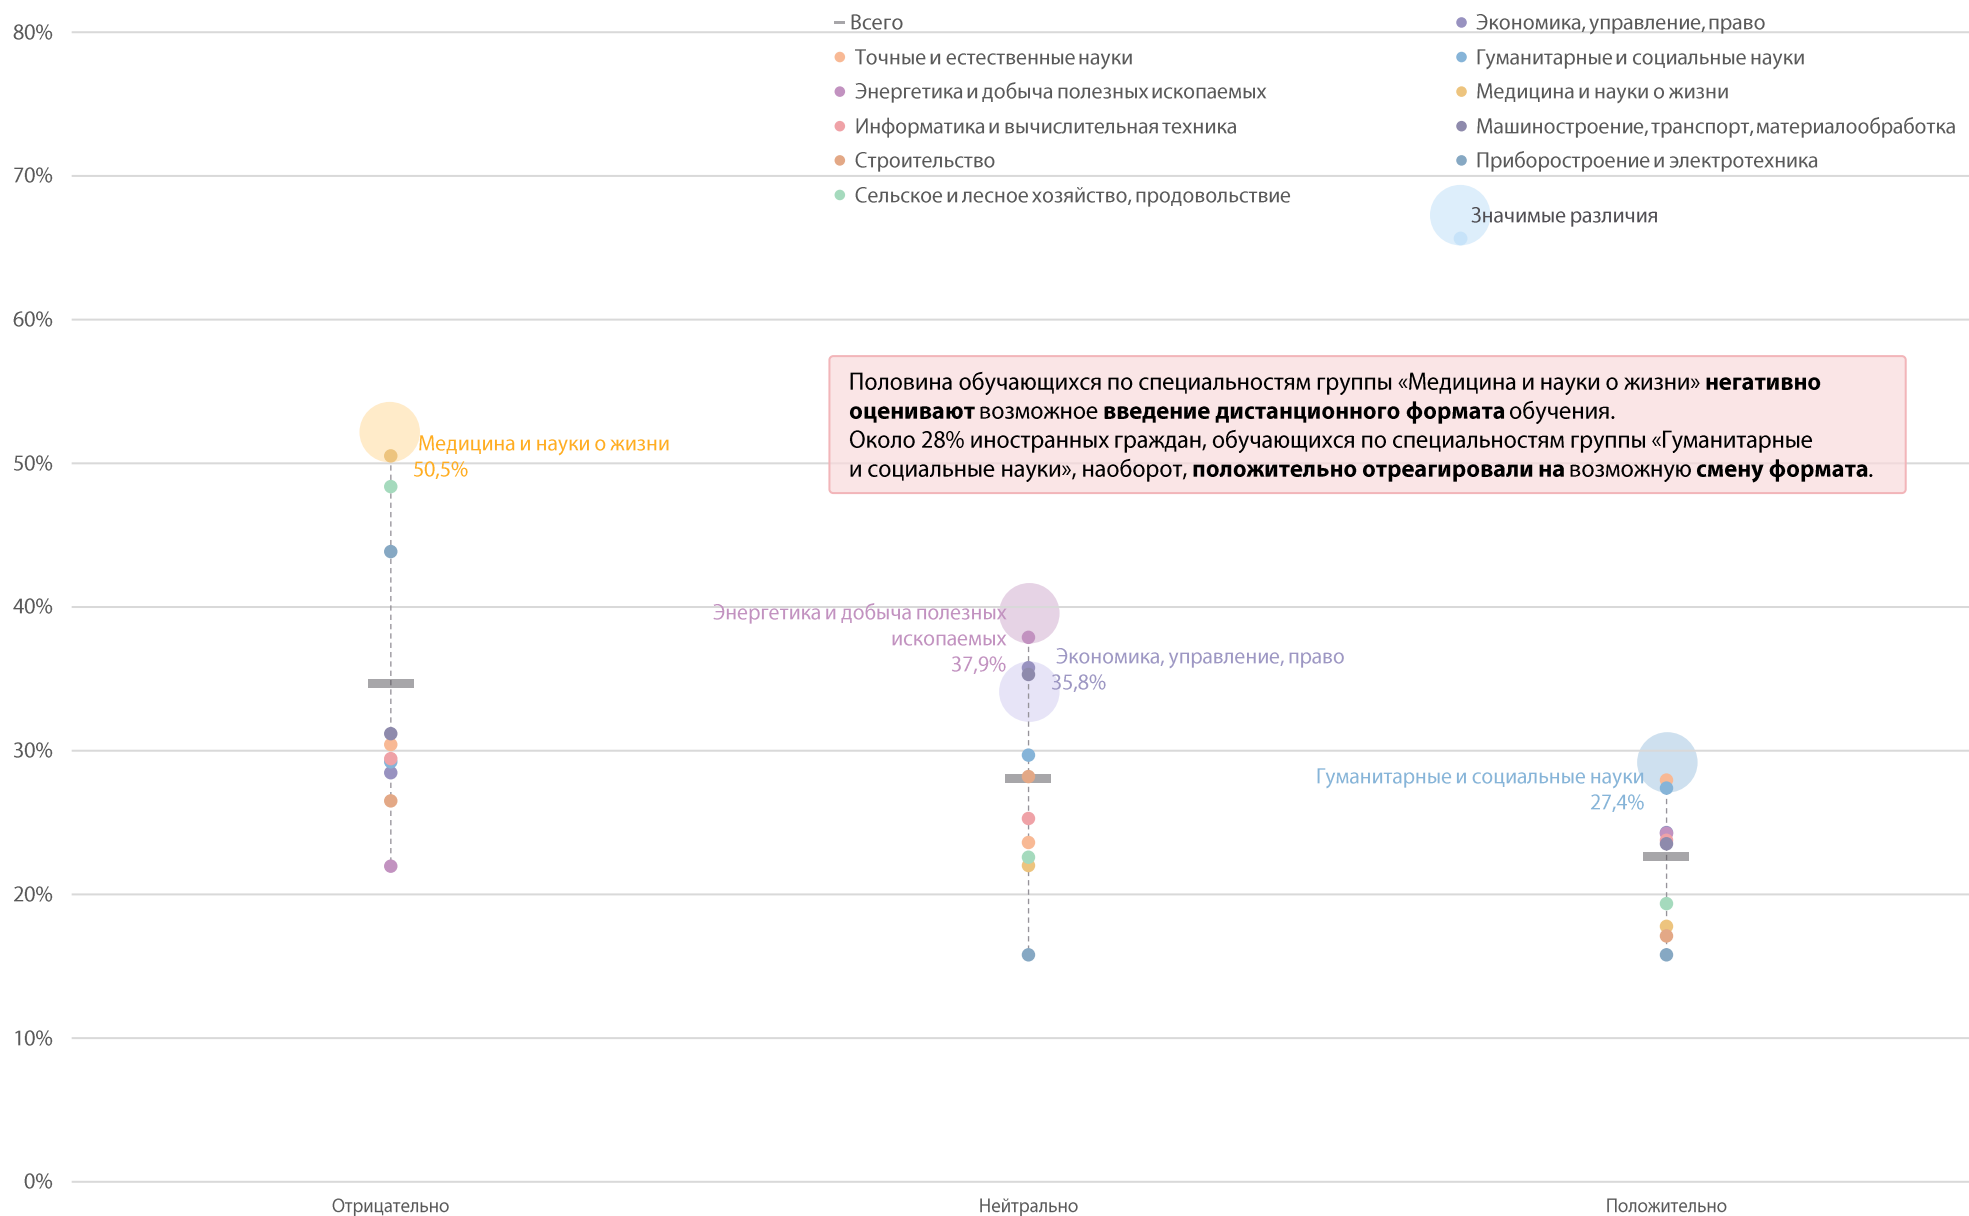 80%
70%
60%
50%
40%
30%
20%
10%
0%
Всего
Точные и естественные науки
Энергетика и добыча полезных ископаемых
Информатика и вычислительная техника
Строительство
Сельское и лесное хозяйство, продовольствие
Экономика, управление, право
Гуманитарные и социальные науки
Медицина и науки о жизни
Машиностроение, транспорт, материалообработка
Приборостроение и электротехника
Значимые различия
Половина обучающихся по специальностям группы «Медицина и науки о жизни» негативно
оценивают возможное введение дистанционного формата обучения.
Около 28% иностранных граждан, обучающихся по специальностям группы «Гуманитарные
и социальные науки», наоборот, положительно отреагировали на возможную смену формата.
Медицина и науки о жизни
50,5%
Энергетика и добыча полезных
ископаемых
37,9%
Экономика, управление, право
35,8%
Гуманитарные и социальные науки
27,4%
Отрицательно
Нейтрально
Положительно